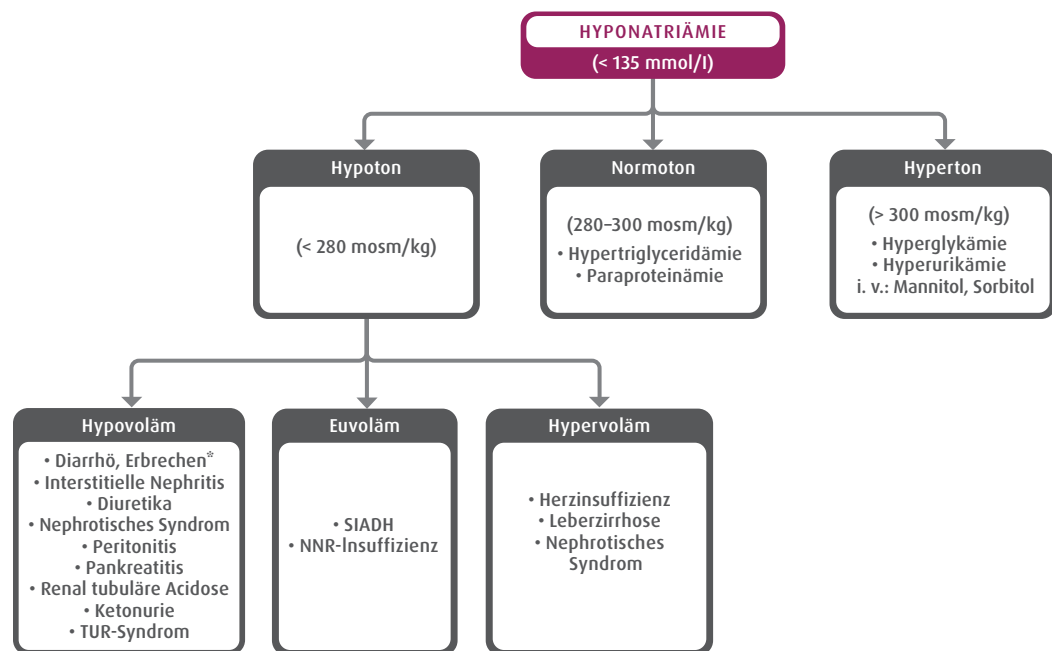 HYPONATRIÄMIE
(< 135 mmol/l)
Hypoton
(< 280 mosm/kg)
Normoton
(280–300 mosm/kg)
• Hypertriglyceridämie
• Paraproteinämie
Hyperton
(> 300 mosm/kg)
• Hyperglykämie
• Hyperurikämie
i. v.: Mannitol, Sorbitol
Hypovoläm
• Diarrhö, Erbrechen*
• Interstitielle Nephritis
• Diuretika
• Nephrotisches Syndrom
• Peritonitis
• Pankreatitis
• Renal tubuläre Acidose
• Ketonurie
• TUR-Syndrom
Euvoläm
• SIADH
• NNR-Insuffizienz
Hypervoläm
• Herzinsuffizienz
• Leberzirrhose
• Nephrotisches
Syndrom